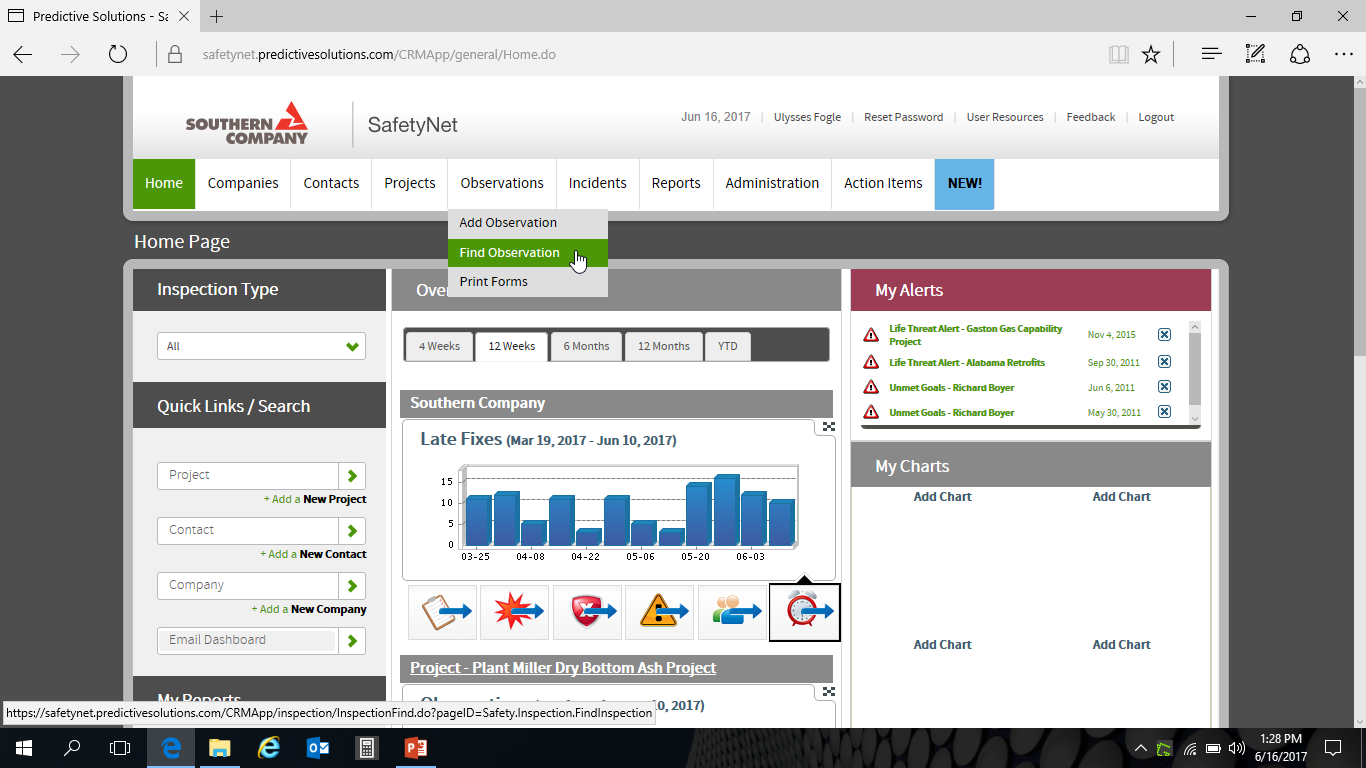 Predictive Solutions - Sa
safetynet.predictivesolutions.com/CRMApp/general/Home.do
SOUTHERN
COMPANY
SafetyNet
Jun 16, 2017
Ulysses Fogle
Reset Password
User Resources
Feedback
Logout
Home
Companies
Contacts
Projects
Observations
Incidents
Reports
Administration
Action Items
NEW!
Add Observation
Find Observation
Print Forms
Home Page
Inspection Type
All
Quick Links / Search
Project
+ Add a New Project
Contact
+ Add a New Contact
Company
+ Add a New Company
Email Dashboard
My Reports
Ove
4 Weeks
12 Weeks
6 Months
12 Months
YTD
Southern Company
Late Fixes (Mar 19, 2017 - Jun 10, 2017)
15
10
5
0
03-25
04-08
04-22
05-06
05-20
06-03
Project - Plant Miller Dry Bottom Ash Project
10, 2017)
My Alerts
Life Threat Alert - Gaston Gas Capability
Project
Nov 4, 2015
Life Threat Alert - Alabama Retrofits
Sep 30, 2011
Unmet Goals - Richard Boyer
Jun 6, 2011
Unmet Goals - Richard Boyer
May 30, 2011
My Charts
Add Chart
Add Chart
Add Chart
Add Chart
https://safetynet.predictivesolutions.com/CRMApp/inspection/InspectionFind.do?pageID=Safety.Inspection.FindInspection
1:28 PM
6/16/2017